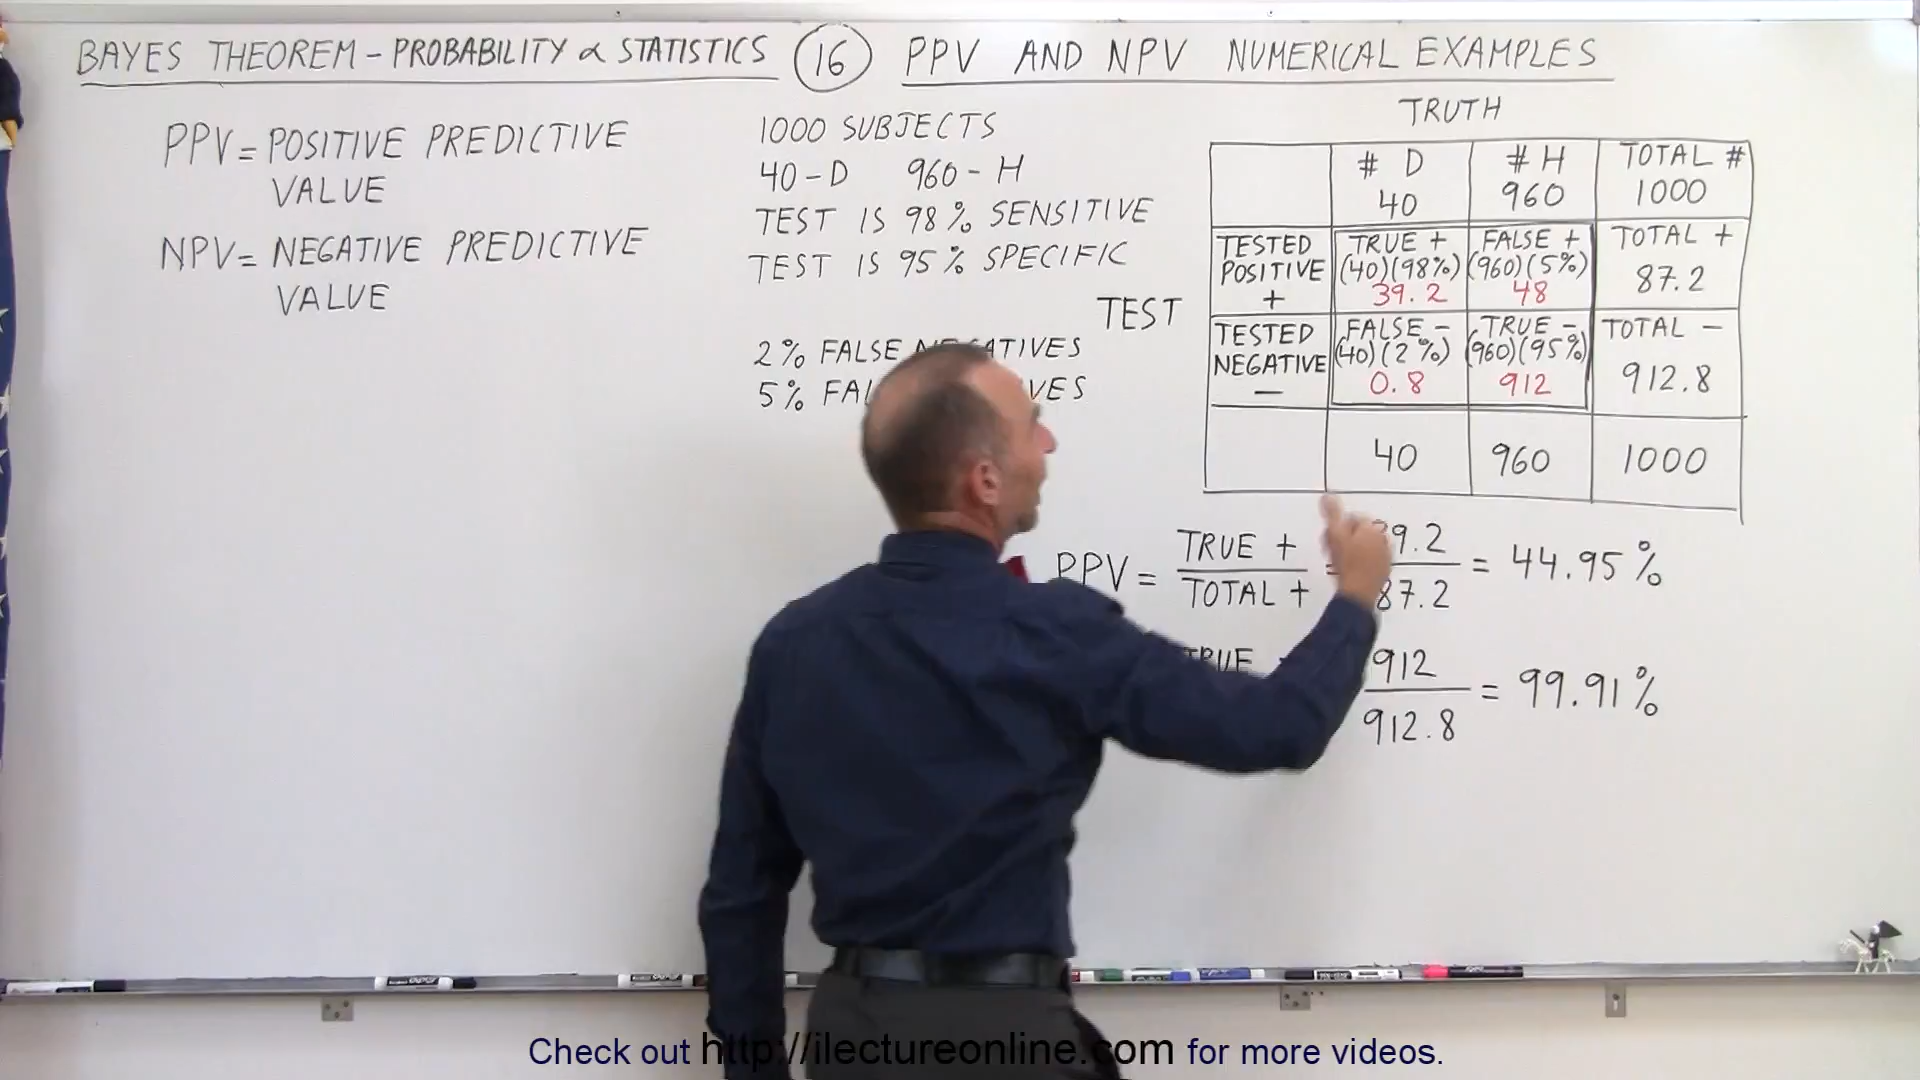 BAYES THEOREM - PROBABILITY & STATISTICS 16 PPV AND NPV NUMERICAL EXAMPLES
PPV = POSITIVE PREDICTIVE
VALUE
NPV = NEGATIVE PREDICTIVE
VALUE
1000 SUBJECTS
40 - D 960 - H
TEST IS 98% SENSITIVE
TEST IS 95% SPECIFIC
2% FALSE
5%
TRUTH
TEST
# D # H TOTAL #
40 960 1000
TESTED TRUE + FALSE + TOTAL +
POSITIVE (40)(98%) (960)(5%) 87.2
+ 39.2 48
TESTED FALSE - TRUE - TOTAL -
NEGATIVE (40)(2%) (960)(95%) 912.8
- 0.8 912
40 960 1000
PPV = TRUE + / TOTAL + = 9.2 / 87.2 = 44.95%
TRUE 912 / 912.8 = 99.91%
Check out http://ilectureonline.com for more videos.